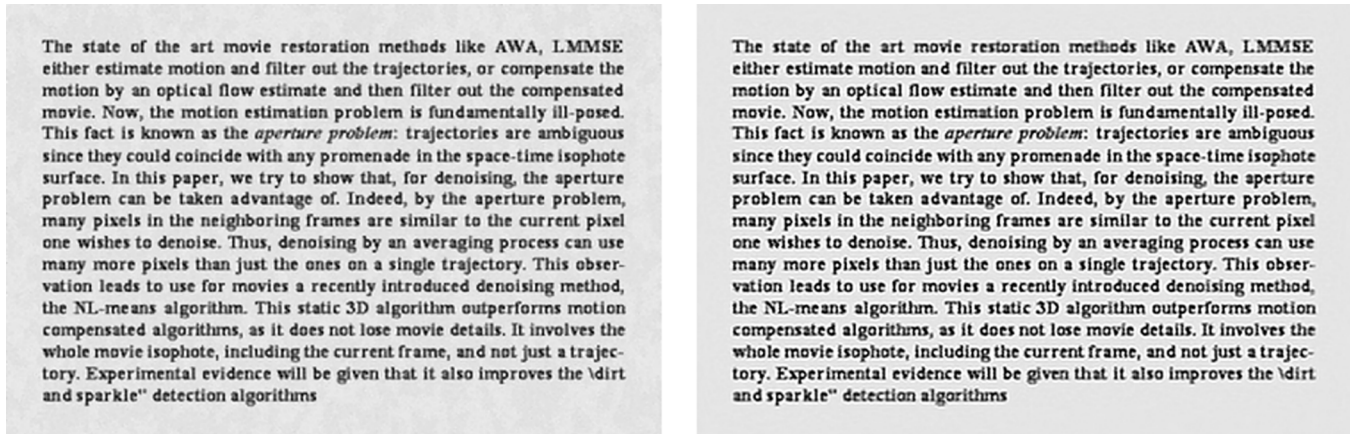 The state of the art movie restoration methods like AWA, LMMSE
either estimate motion and filter out the trajectories, or compensate the
motion by an optical flow estimate and then filter out the compensated
movie. Now, the motion estimation problem is fundamentally ill-posed.
This fact is known as the aperture problem: trajectories are ambiguous
since they could coincide with any promenade in the space-time isophote
surface. In this paper, we try to show that, for denoising, the aperture
problem can be taken advantage of. Indeed, by the aperture problem,
many pixels in the neighboring frames are similar to the current pixel
one wishes to denoise. Thus, denoising by an averaging process can use
many more pixels than just the ones on a single trajectory. This obser-
vation leads to use for movies a recently introduced denoising method,
the NL-means algorithm. This static 3D algorithm outperforms motion
compensated algorithms, as it does not lose movie details. It involves the
whole movie isophote, including the current frame, and not just a trajec-
tory. Experimental evidence will be given that it also improves the \dirt
and sparkle" detection algorithms
The state of the art movie restoration methods like AWA, LMMSE
either estimate motion and filter out the trajectories, or compensate the
motion by an optical flow estimate and then filter out the compensated
movie. Now, the motion estimation problem is fundamentally ill-posed.
This fact is known as the aperture problem: trajectories are ambiguous
since they could coincide with any promenade in the space-time isophote
surface. In this paper, we try to show that, for denoising, the aperture
problem can be taken advantage of. Indeed, by the aperture problem,
many pixels in the neighboring frames are similar to the current pixel
one wishes to denoise. Thus, denoising by an averaging process can use
many more pixels than just the ones on a single trajectory. This obser-
vation leads to use for movies a recently introduced denoising method,
the NL-means algorithm. This static 3D algorithm outperforms motion
compensated algorithms, as it does not lose movie details. It involves the
whole movie isophote, including the current frame, and not just a trajec-
tory. Experimental evidence will be given that it also improves the \dirt
and sparkle" detection algorithms